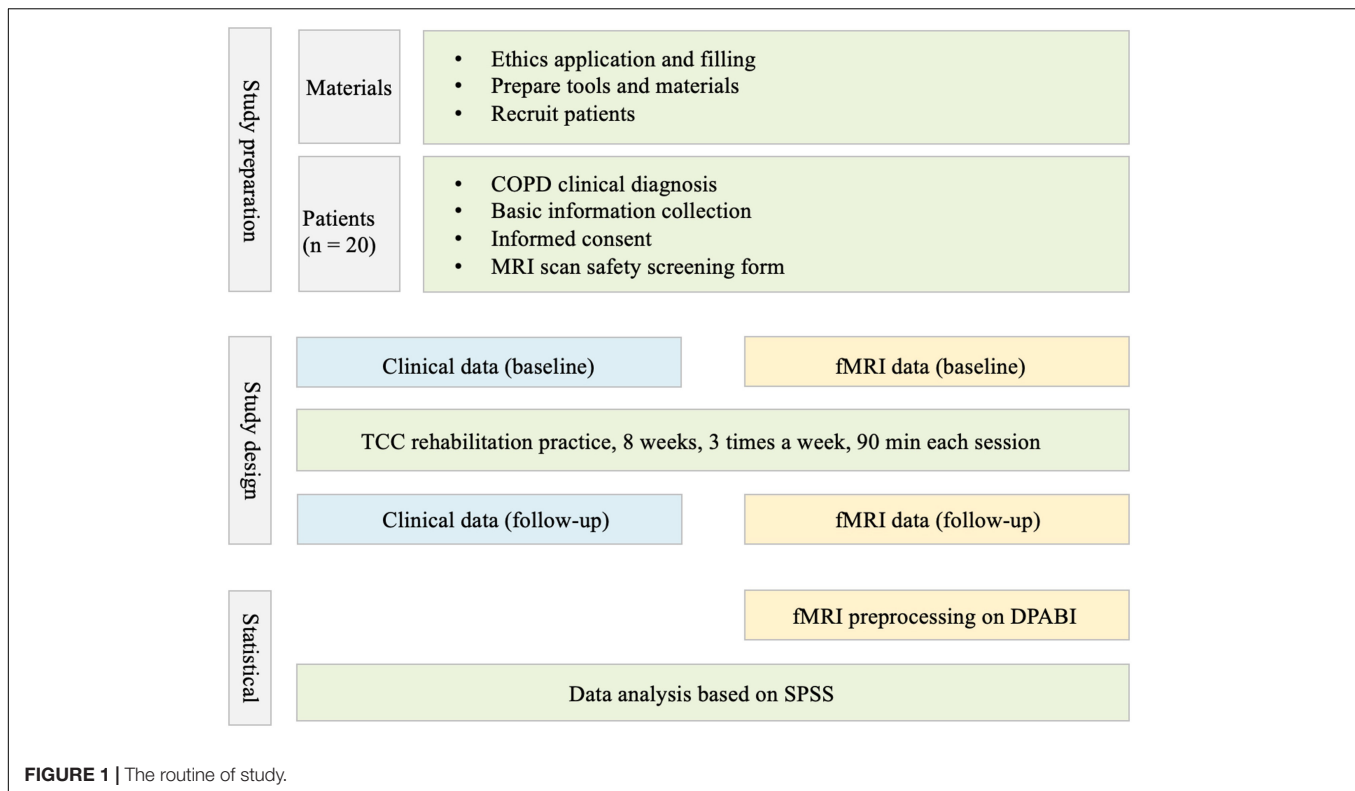 Study preparation
Materials
• Ethics application and filling
• Prepare tools and materials
• Recruit patients
Patients
(n = 20)
• COPD clinical diagnosis
• Basic information collection
• Informed consent
• MRI scan safety screening form
Study design
Clinical data (baseline)
fMRI data (baseline)
TCC rehabilitation practice, 8 weeks, 3 times a week, 90 min each session
Clinical data (follow-up)
fMRI data (follow-up)
Statistical
fMRI preprocessing on DPABI
Data analysis based on SPSS
FIGURE 1 | The routine of study.